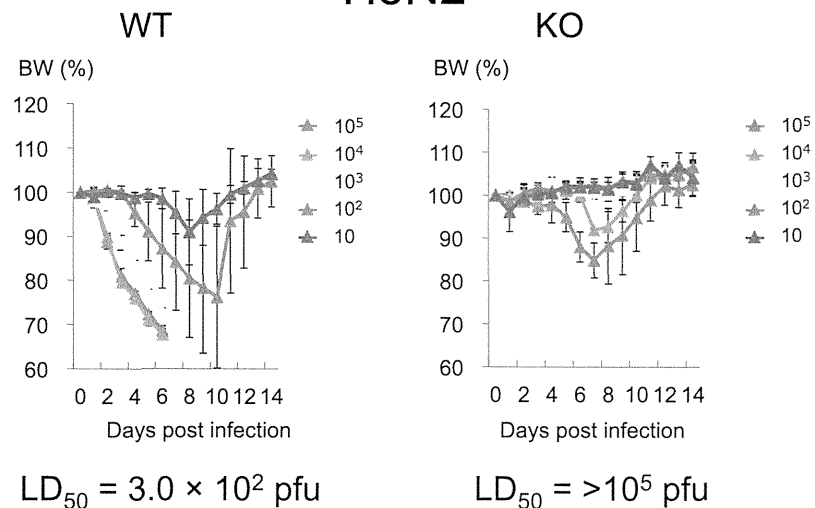 WT
BW (%)
120
110
100
90
80
70
60
0 2 4 6 8 10 12 14
Days post infection
10⁵
10⁴
10³
10²
10
LD₅₀ = 3.0 × 10² pfu
KO
BW (%)
120
110
100
90
80
70
60
0 2 4 6 8 10 12 14
Days post infection
10⁵
10⁴
10³
10²
10
LD₅₀ = >10⁵ pfu